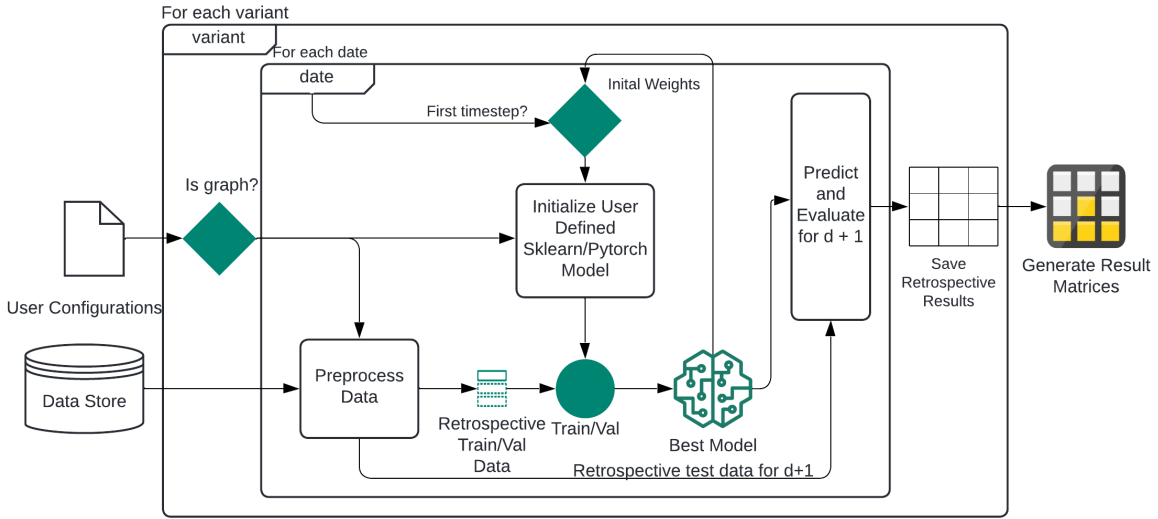 For each variant
variant
For each date
date
Inital Weights
First timestep?
Is graph?
Initialize User
Defined
Sklearn/Pytorch
Model
Predict
and
Evaluate
for d + 1
User Configurations
Save
Retrospective
Results
Generate Result
Matrices
Data Store
Preprocess
Data
Retrospective
Train/Val
Data
Train/Val
Best Model
Retrospective test data for d+1